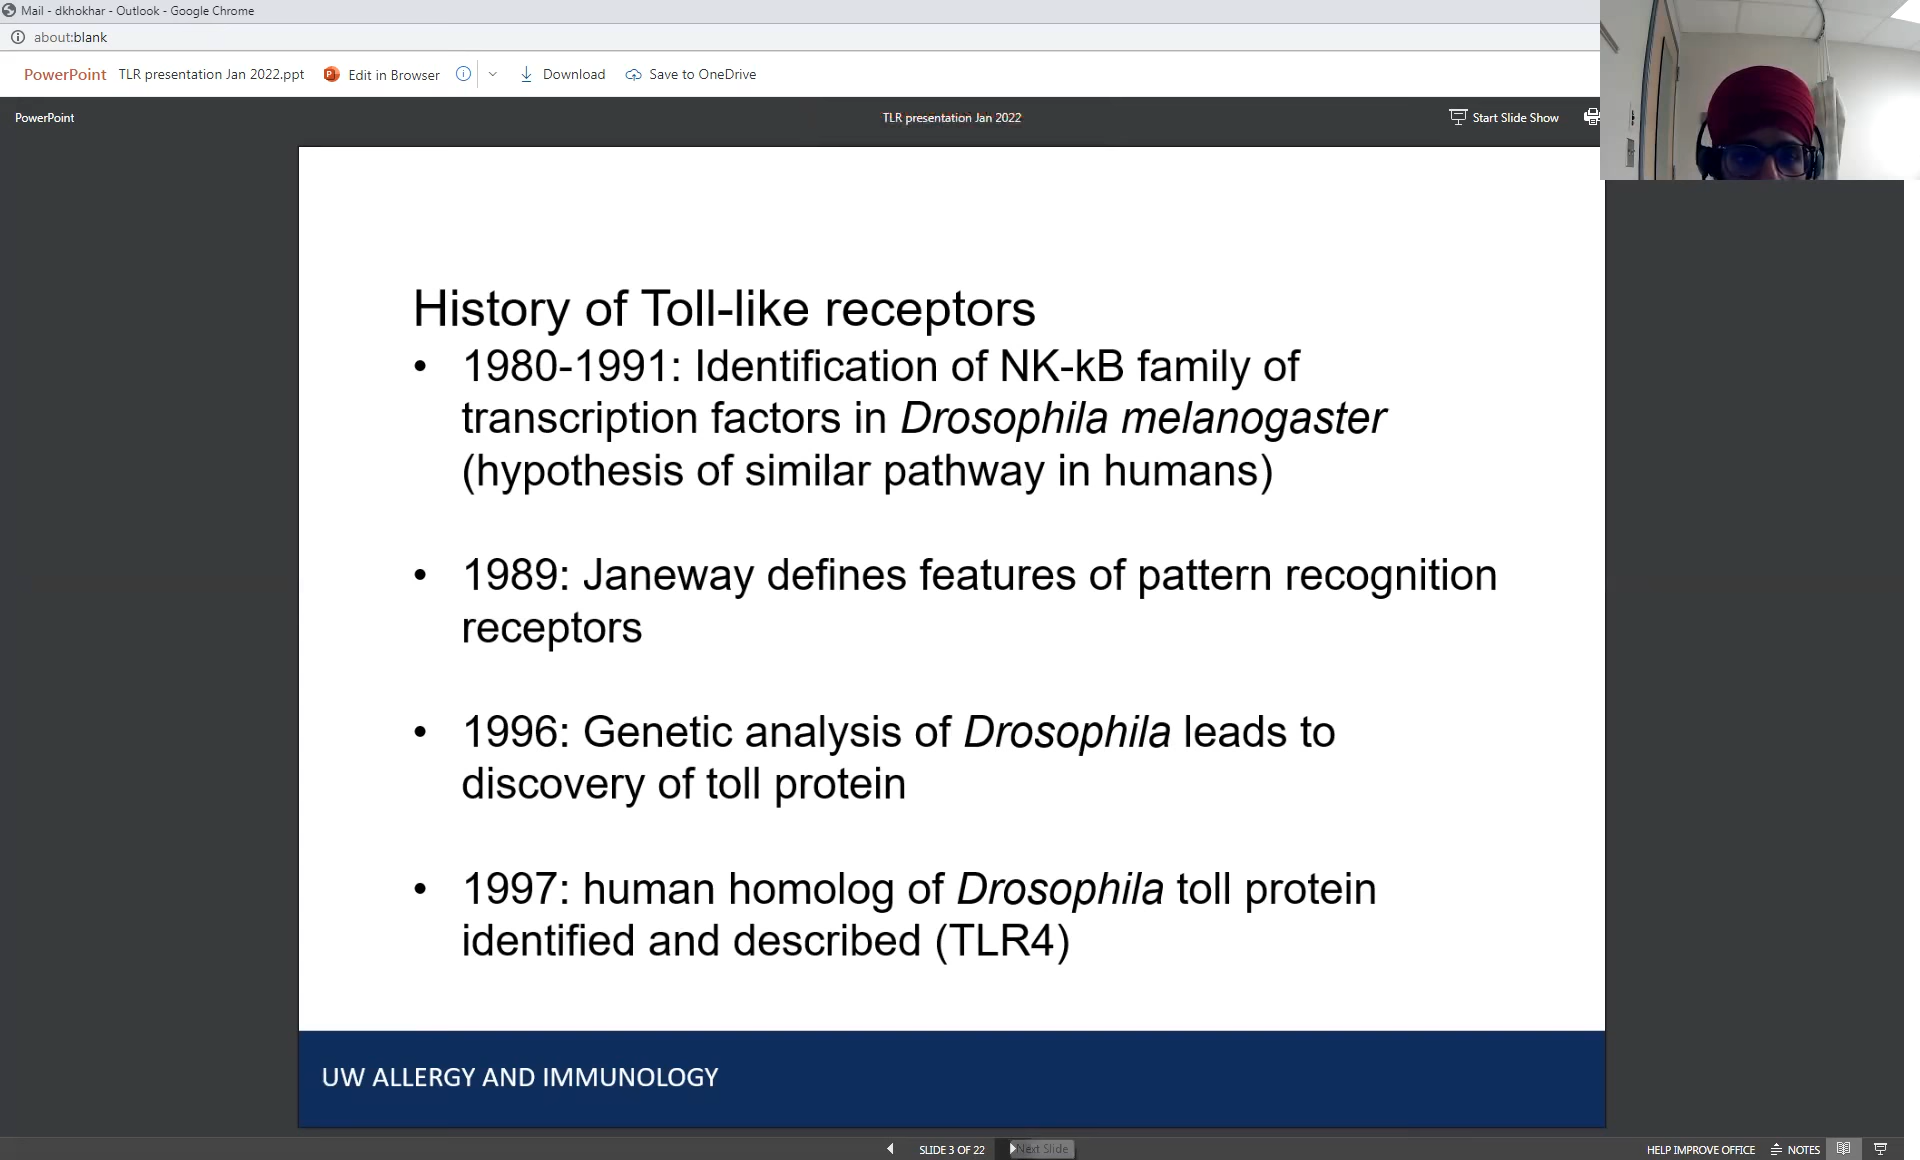 Mail - dkhokhar - Outlook - Google Chrome
about:blank
PowerPoint TLR presentation Jan 2022.ppt Edit in Browser Download Save to OneDrive
PowerPoint TLR presentation Jan 2022 Start Slide Show
History of Toll-like receptors
• 1980-1991: Identification of NK-kB family of
transcription factors in Drosophila melanogaster
(hypothesis of similar pathway in humans)
• 1989: Janeway defines features of pattern recognition
receptors
• 1996: Genetic analysis of Drosophila leads to
discovery of toll protein
• 1997: human homolog of Drosophila toll protein
identified and described (TLR4)
UW ALLERGY AND IMMUNOLOGY
SLIDE 3 OF 22 Next Slide HELP IMPROVE OFFICE NOTES